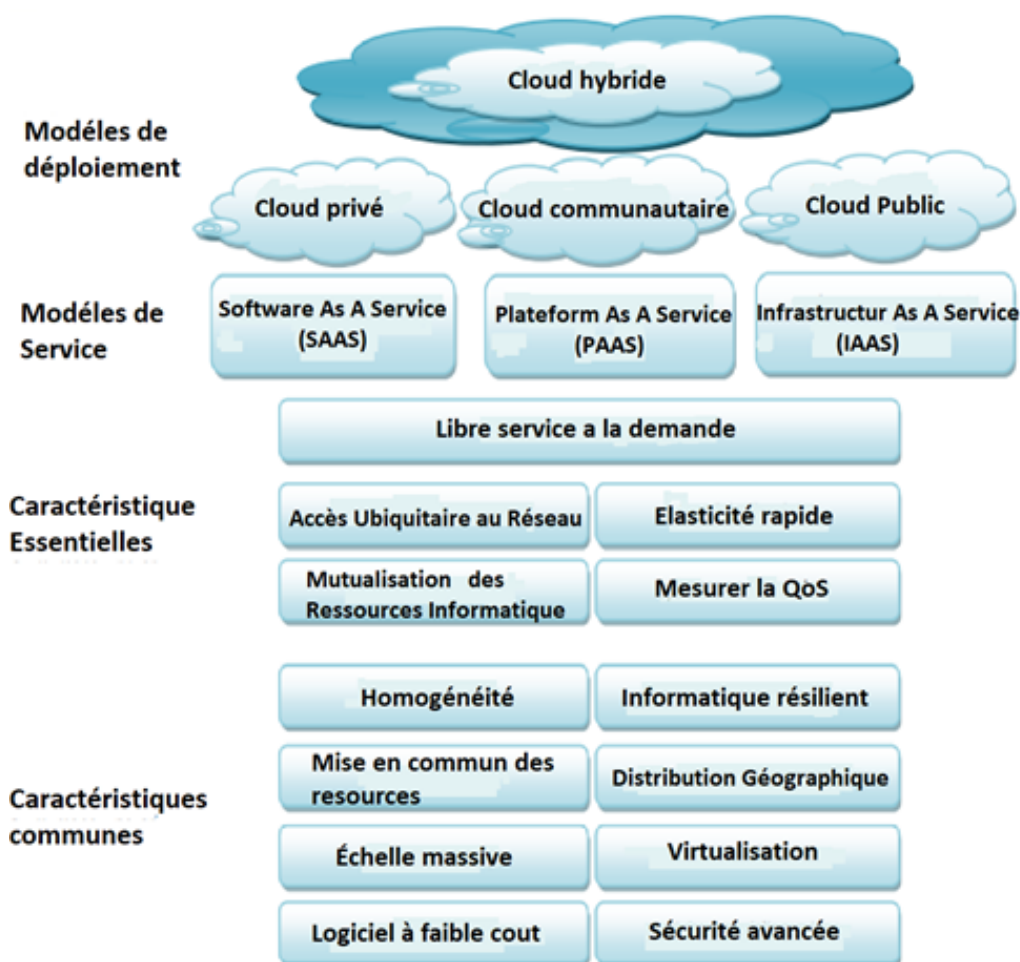 Cloud hybride
Modéles de
déploiement
Cloud privé
Cloud communautaire
Cloud Public
Modéles de
Service
Software As A Service
(SAAS)
Plateform As A Service
(PAAS)
Infrastructur As A Service
(IAAS)
Libre service a la demande
Caractéristique
Essentielles
Accès Ubiquitaire au Réseau
Elasticité rapide
Mutualisation des
Ressources Informatique
Mesurer la QoS
Homogénéité
Informatique résilient
Caractéristiques
communes
Mise en commun des
resources
Distribution Géographique
Échelle massive
Virtualisation
Logiciel à faible cout
Sécurité avancée